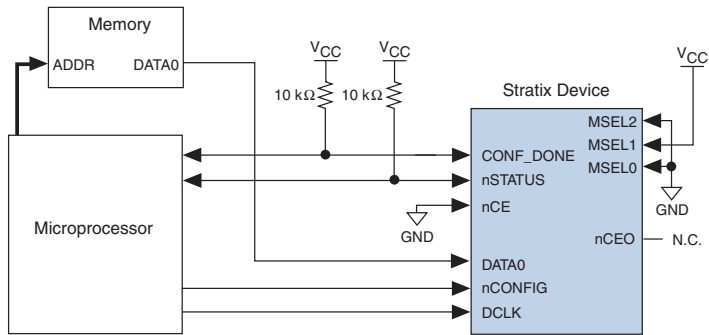 Memory
ADDR
DATA0
VCC
VCC
10 kΩ
10 kΩ
VCC
Stratix Device
MSEL2
MSEL1
MSEL0
CONF_DONE
nSTATUS
nCE
GND
GND
Microprocessor
nCEO
N.C.
DATA0
nCONFIG
DCLK